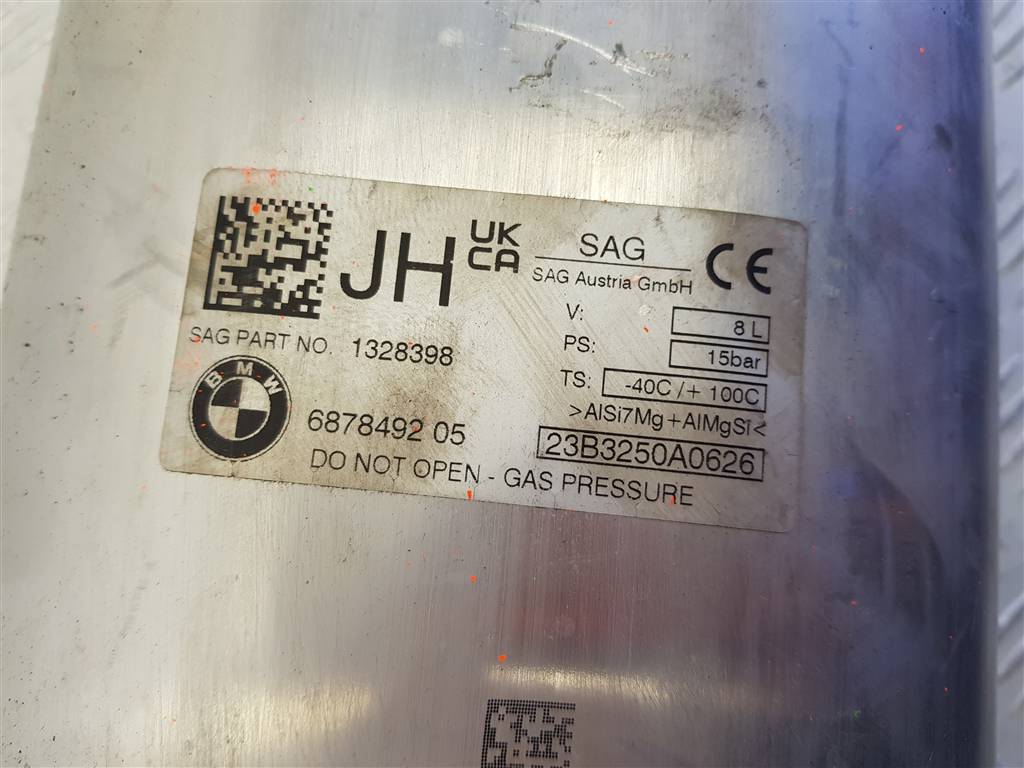 JH
UK
CA
SAG
SAG Austria GmbH
CE
V: 8 L
PS: 15bar
TS: -40C / + 100C
>AlSi7Mg+AlMgSi<
23B3250A0626
SAG PART NO. 1328398
BMW
6878492 05
DO NOT OPEN - GAS PRESSURE